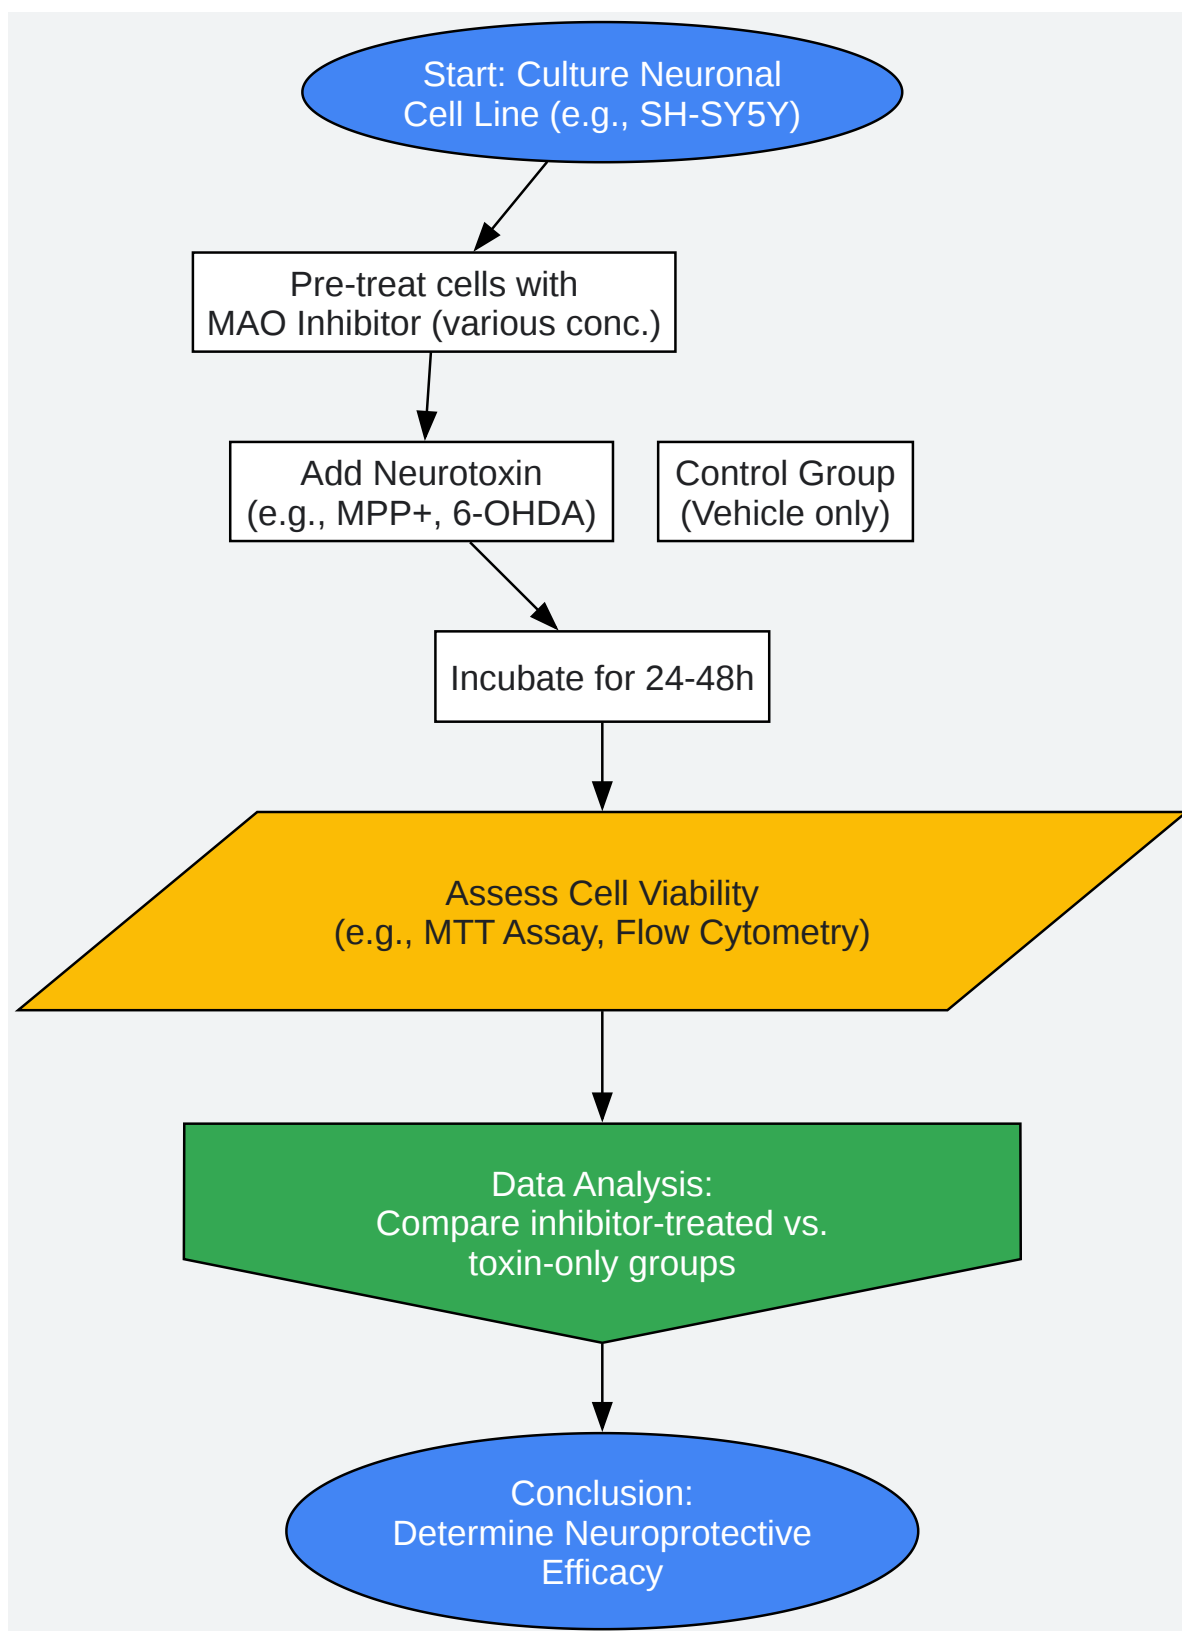 Start: Culture Neuronal
Cell Line (e.g., SH-SY5Y)
Pre-treat cells with
MAO Inhibitor (various conc.)
Add Neurotoxin
(e.g., MPP+, 6-OHDA)
Control Group
(Vehicle only)
Incubate for 24-48h
Assess Cell Viability
(e.g., MTT Assay, Flow Cytometry)
Data Analysis:
Compare inhibitor-treated vs.
toxin-only groups
Conclusion:
Determine Neuroprotective
Efficacy